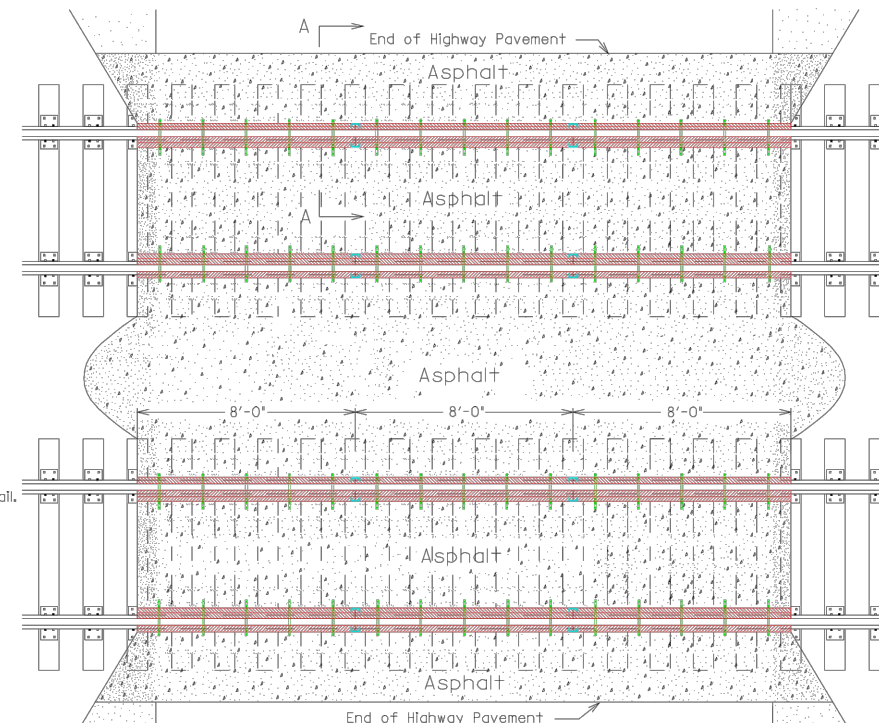 A
End of Highway Pavement
Asphalt
Asphalt
A
Asphalt
8'-0" 8'-0" 8'-0"
ail.
Asphalt
Asphalt
End of Highway Pavement